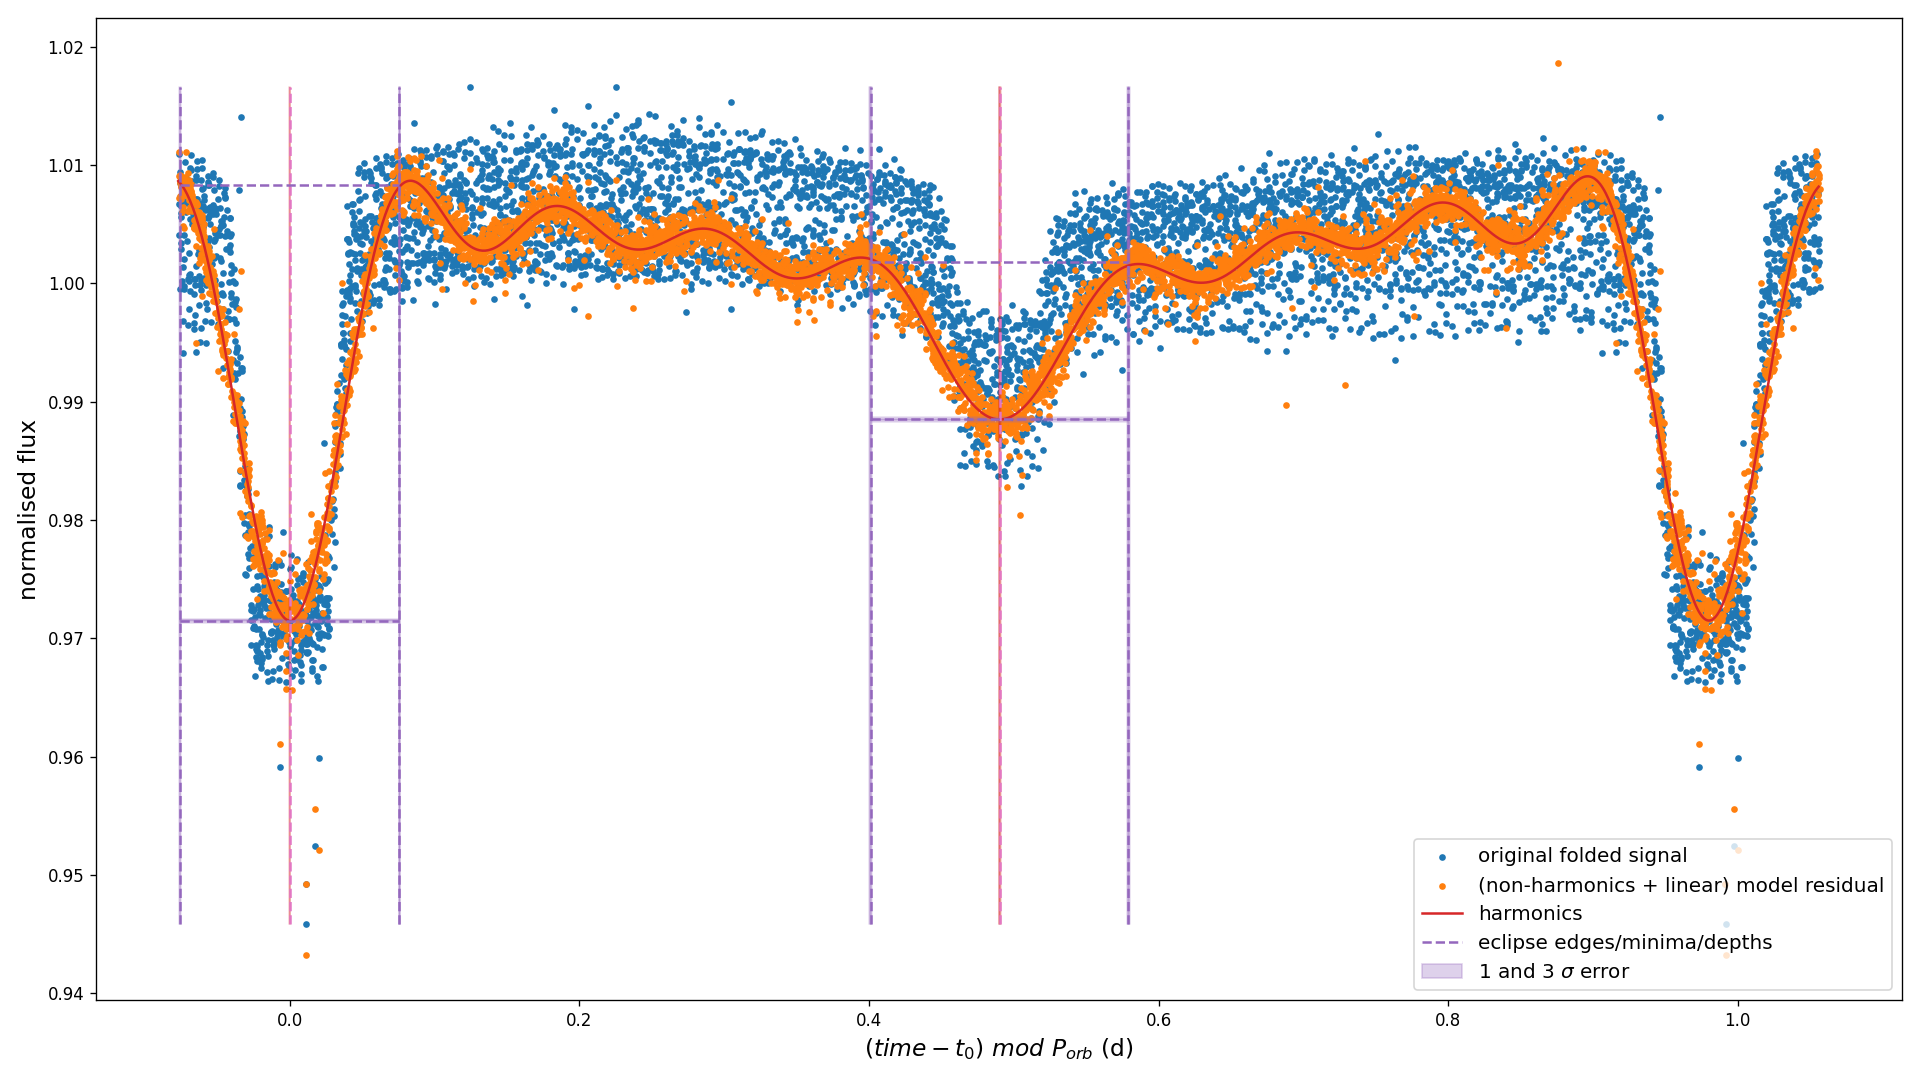 1.02
1.01
1.00
0.99
0.98
0.97
0.96
0.95
0.94
normalised flux
0.0 0.2 0.4 0.6 0.8 1.0
(time − t₀) mod Pₒᵣb (d)
original folded signal
(non-harmonics + linear) model residual
harmonics
eclipse edges/minima/depths
1 and 3 σ error